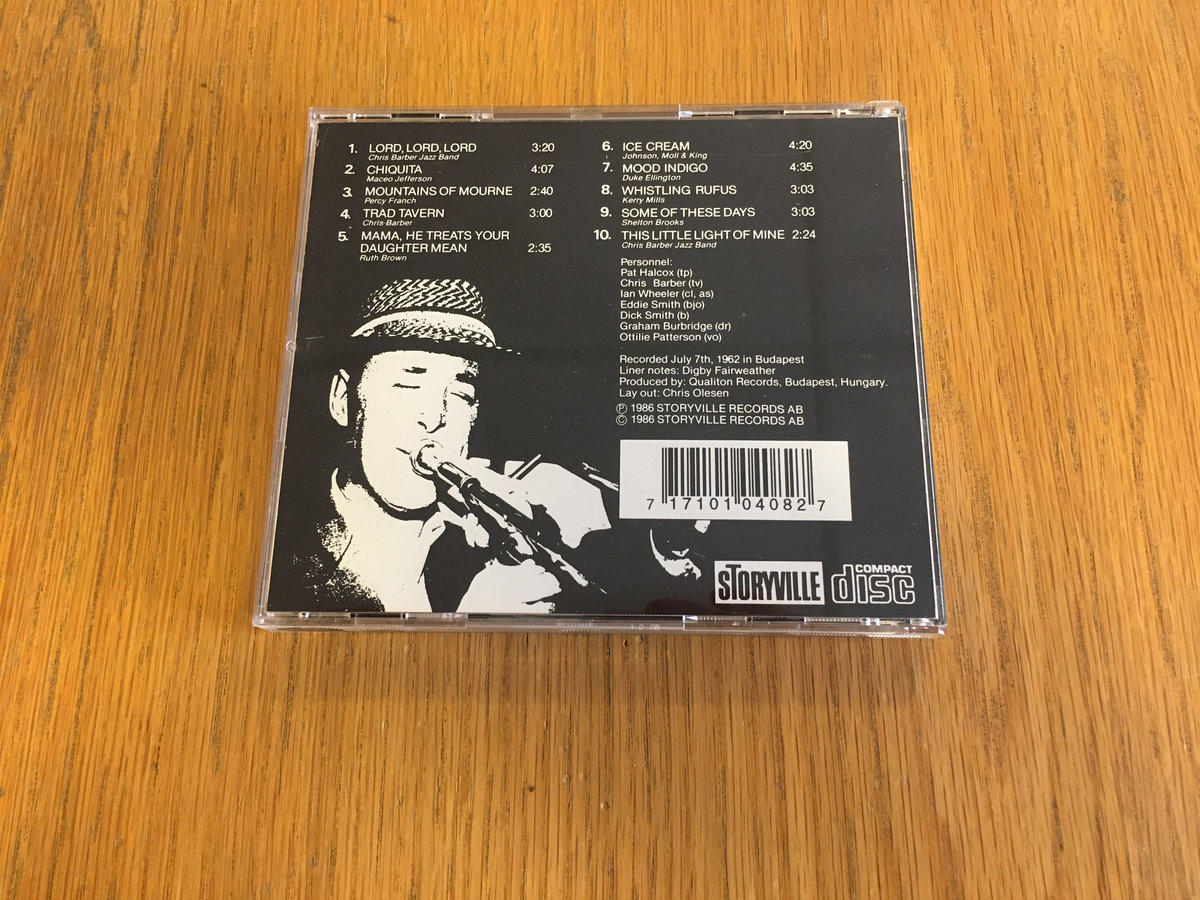 1. LORD, LORD, LORD 3:20
Chris Barber Jazz Band
2. CHIQUITA 4:07
Maceo Jefferson
3. MOUNTAINS OF MOURNE 2:40
Percy Franch
4. TRAD TAVERN 3:00
Chris Barber
5. MAMA, HE TREATS YOUR
DAUGHTER MEAN 2:35
Ruth Brown
6. ICE CREAM 4:20
Johnson, Moll & King
7. MOOD INDIGO 4:35
Duke Ellington
8. WHISTLING RUFUS 3:03
Kerry Mills
9. SOME OF THESE DAYS 3:03
Shelton Brooks
10. THIS LITTLE LIGHT OF MINE 2:24
Chris Barber Jazz Band
Personnel:
Pat Halcox (tp)
Chris Barber (tv)
Ian Wheeler (cl, as)
Eddie Smith (bjo)
Dick Smith (b)
Graham Burbridge (dr)
Ottilie Patterson (vo)
Recorded July 7th, 1962 in Budapest
Liner notes: Digby Fairweather
Produced by: Qualiton Records, Budapest, Hungary.
Lay out: Chris Olesen
℗ 1986 STORYVILLE RECORDS AB
© 1986 STORYVILLE RECORDS AB
7 17101 04082 7
STORYVILLE
COMPACT
disc